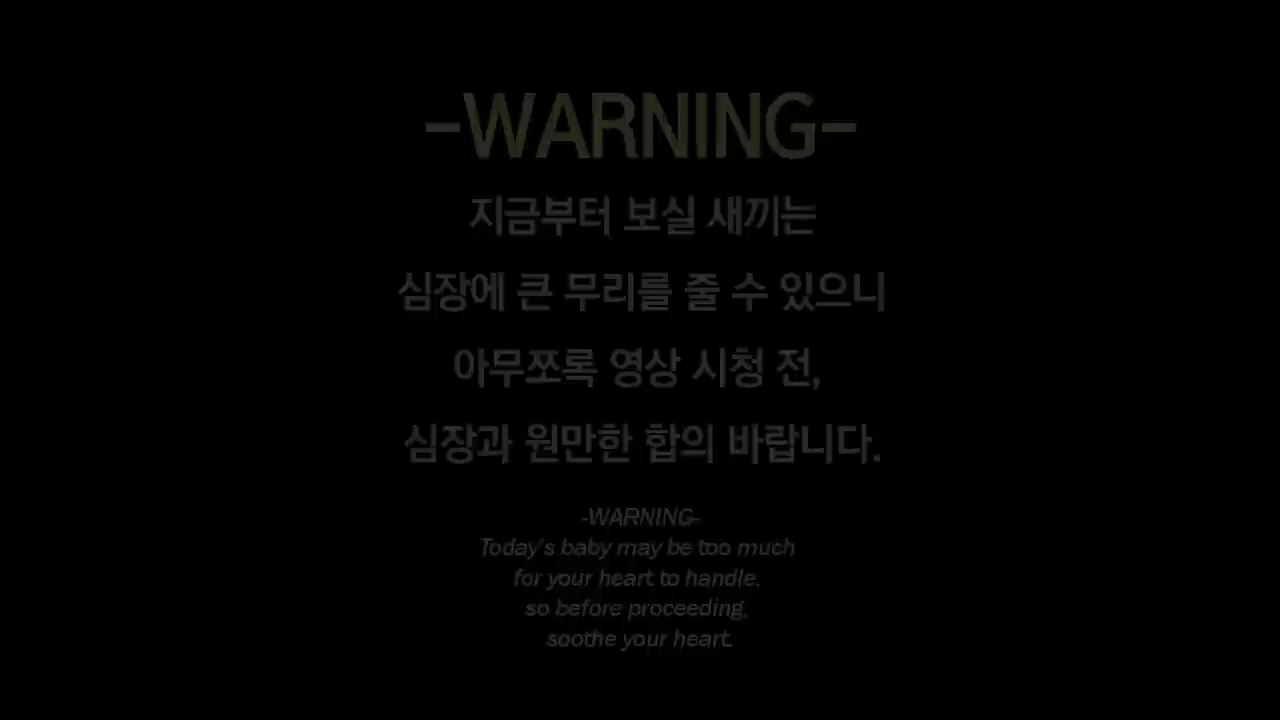 -WARNING-
지금부터 보실 새끼는
심장에 큰 무리를 줄 수 있으니
아무쪼록 영상 시청 전,
심장과 원만한 합의 바랍니다.
-WARNING-
Today's baby may be too much
for your heart to handle,
so before proceeding,
soothe your heart.